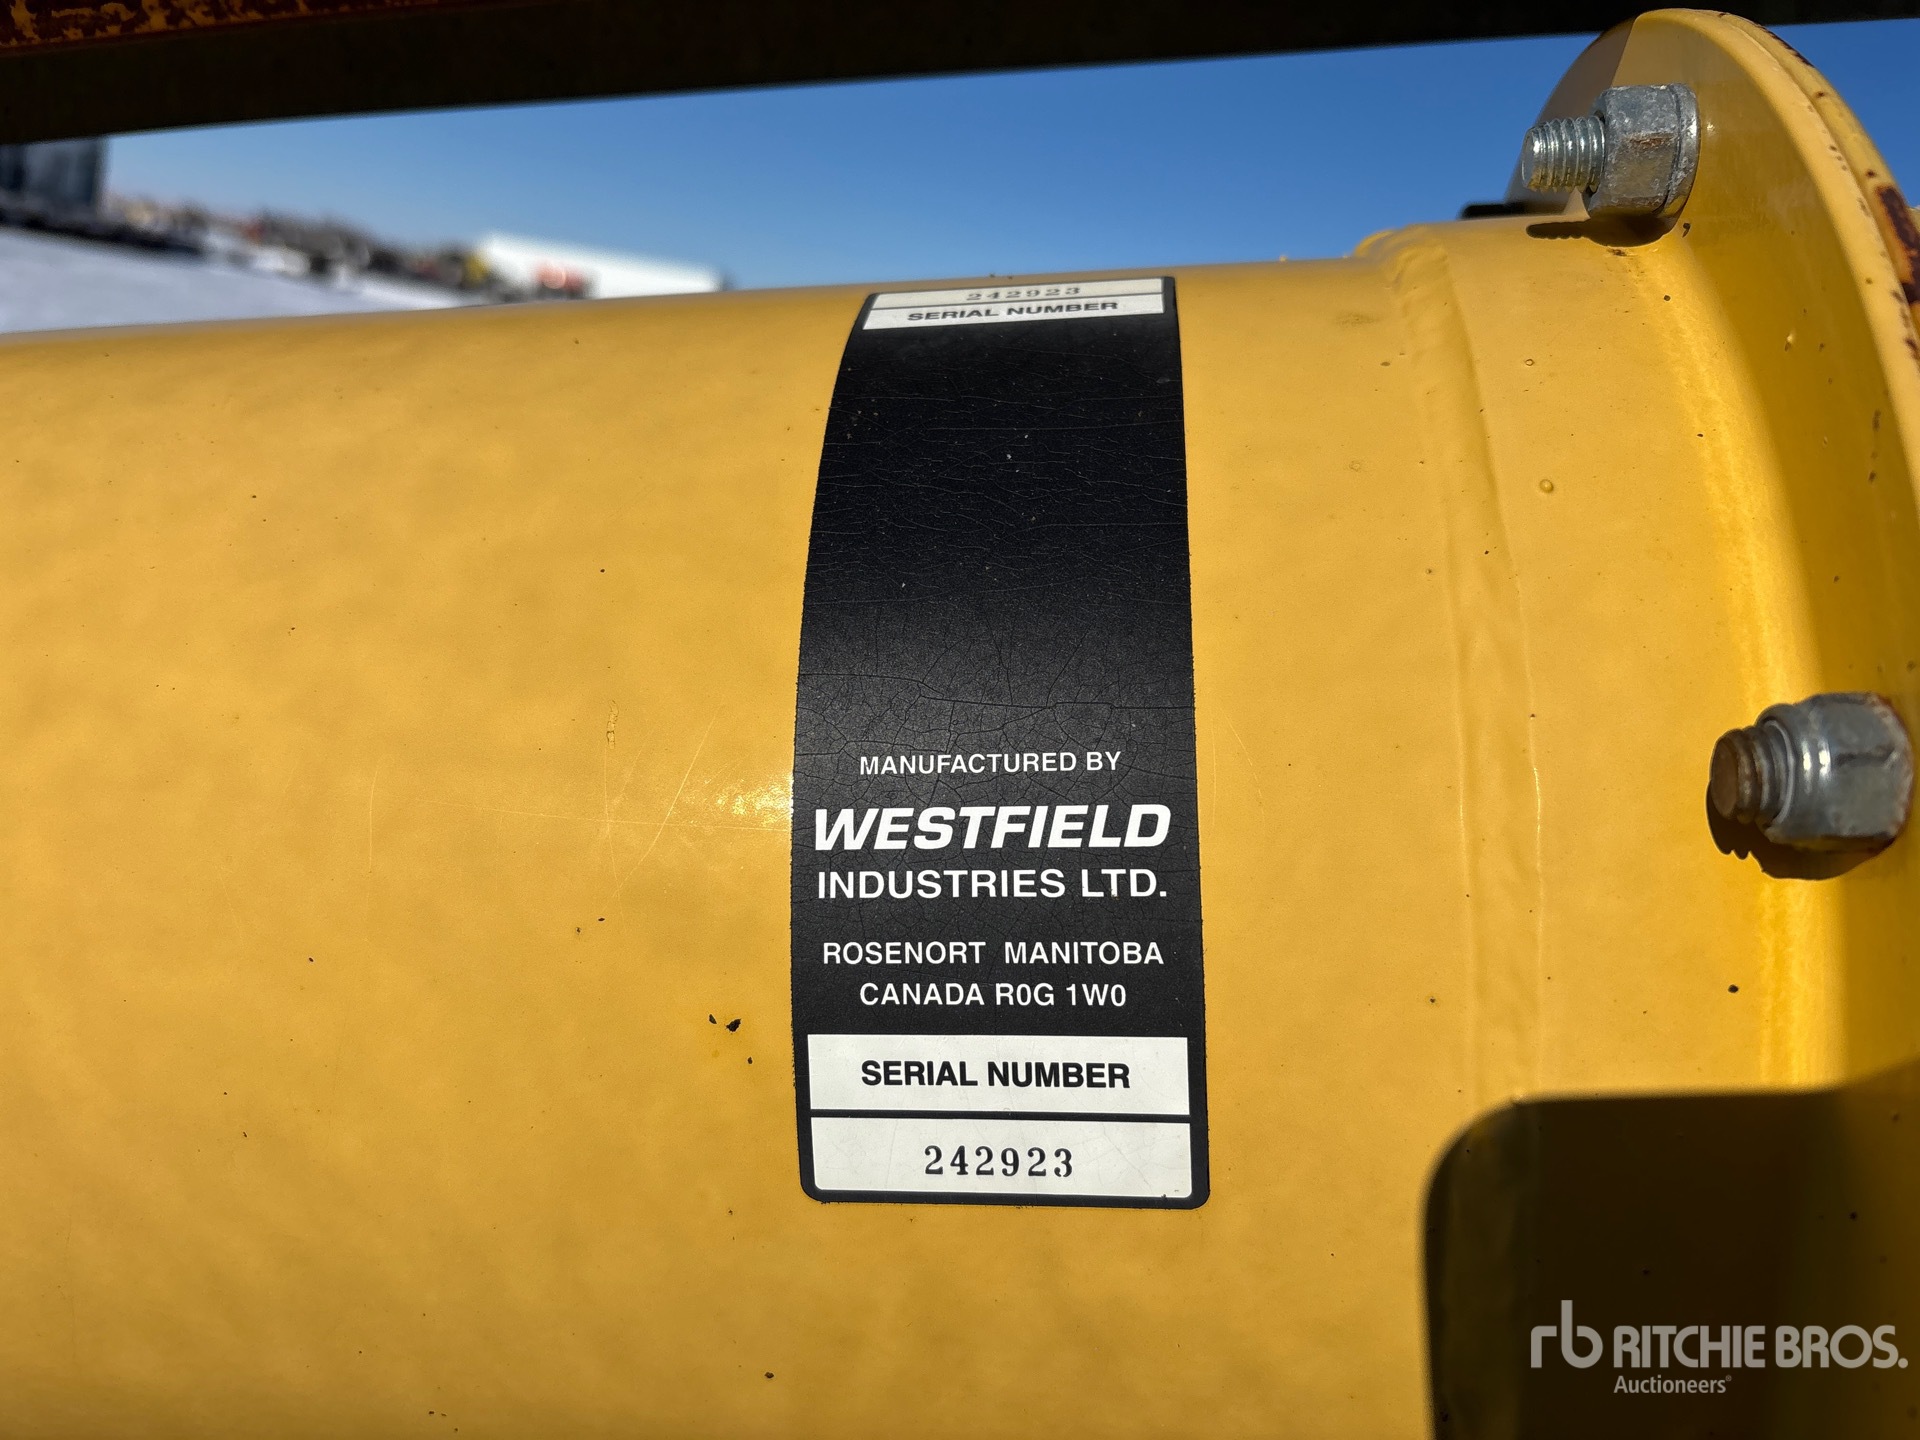 242923
SERIAL NUMBER
MANUFACTURED BY
WESTFIELD
INDUSTRIES LTD.
ROSENORT MANITOBA
CANADA R0G 1W0
SERIAL NUMBER
242923
rb RITCHIE BROS.
Auctioneers®